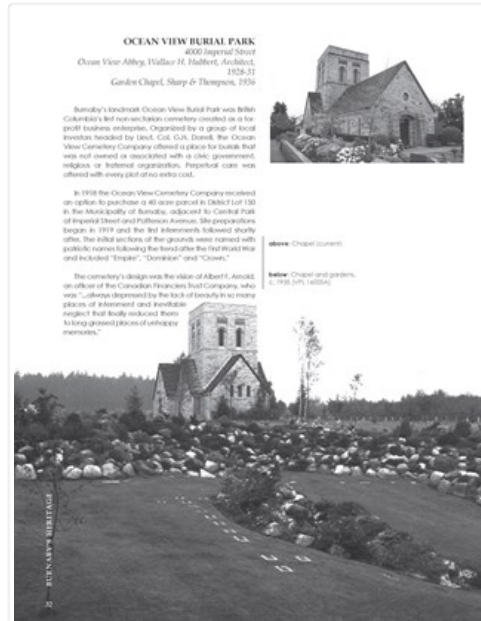 OCEAN VIEW BURIAL PARK
4000 Imperial Street
Ocean View Abbey, Wallace H. Hubbert, Architect,
1928-31
Garden Chapel, Sharp & Thompson, 1936
Burnaby's landmark Ocean View Burial Park was British
Columbia's first non-sectarian cemetery created as a for-
profit business enterprise. Organized by a group of local
investors headed by Lieut. Col. G.H. Dorrell, the Ocean
View Cemetery Company offered a place for burials that
was not owned or associated with a civic government,
religious or fraternal organization. Perpetual care was
offered with every plot at no extra cost.
In 1918 the Ocean View Cemetery Company received
an option to purchase a 40 acre parcel in District Lot 150
in the Municipality of Burnaby, adjacent to Central Park
at Imperial Street and Patterson Avenue. Site preparations
began in 1919 and the first interments followed shortly
after. The initial sections of the grounds were named with
patriotic names following the trend after the First World War
and included "Empire", "Dominion" and "Crown."
The cemetery's design was the vision of Albert F. Arnold,
an officer of the Canadian Financiers Trust Company, who
was "...always depressed by the lack of beauty in so many
places of interment and inevitable
neglect that finally reduced them
to long-grassed places of unhappy
memories."
above: Chapel (current)
below: Chapel and gardens,
c. 1938 (VPL
BURNABY'S HERITAGE